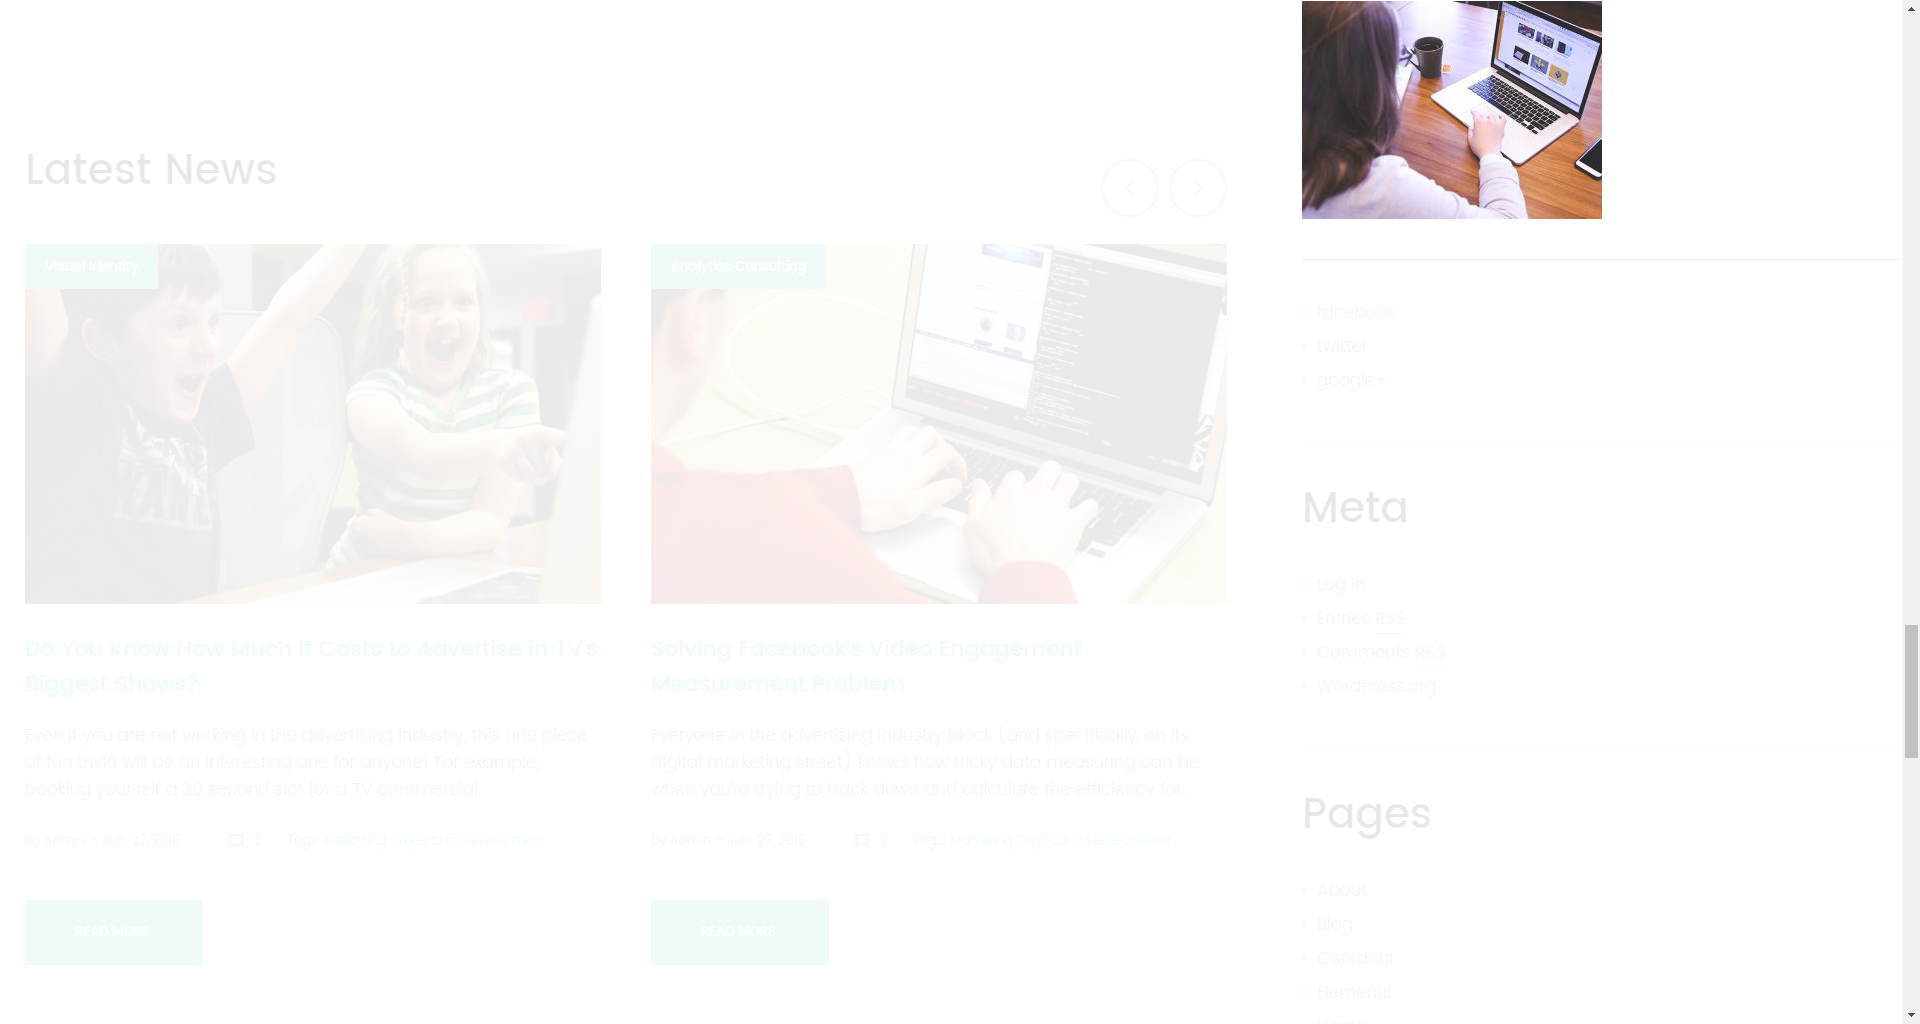 Latest News
Visual Identity
Do You Know How Much It Costs to Advertise in TV's
Biggest Shows?
Even if you are not working in the advertising industry, this one piece
of fun trivia will be an interesting one for anyone! For example,
booking yourself a 30 second slot for a TV commercial
by Admin - Jun. 27, 2016 2 Tags: Marketing, Projects in Development
READ MORE
Analytics Consulting
Solving Facebook's Video Engagement
Measurement Problem
Everyone in the advertising industry block (and specifically, on its
digital marketing street) knows how tricky data measuring can be
when you're trying to track down and calculate the efficiency for...
by Admin - Jun. 27, 2016 2 Tags: Marketing, Projects in Development
READ MORE
facebook
twitter
google+
Meta
Log in
Entries RSS
Comments RSS
WordPress.org
Pages
About
Blog
Contacts
Elements